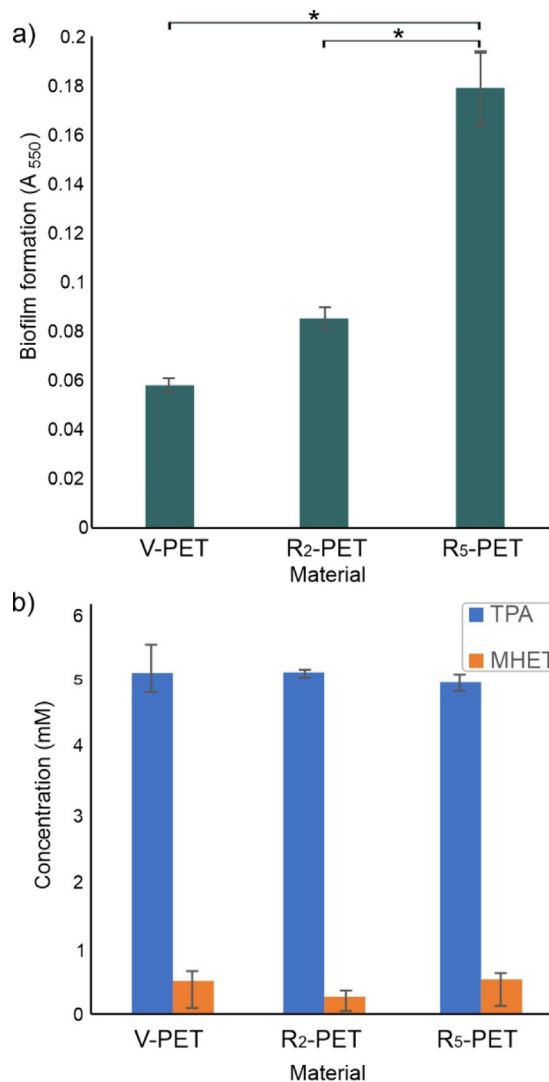 a)
*
*
0.2
0.18
0.16
0.14
0.12
0.1
0.08
0.06
0.04
0.02
0
Biofilm formation (A 550)
V-PET R2-PET R5-PET
Material
b)
TPA
MHET
6
5
4
3
2
1
0
Concentration (mM)
V-PET R2-PET R5-PET
Material